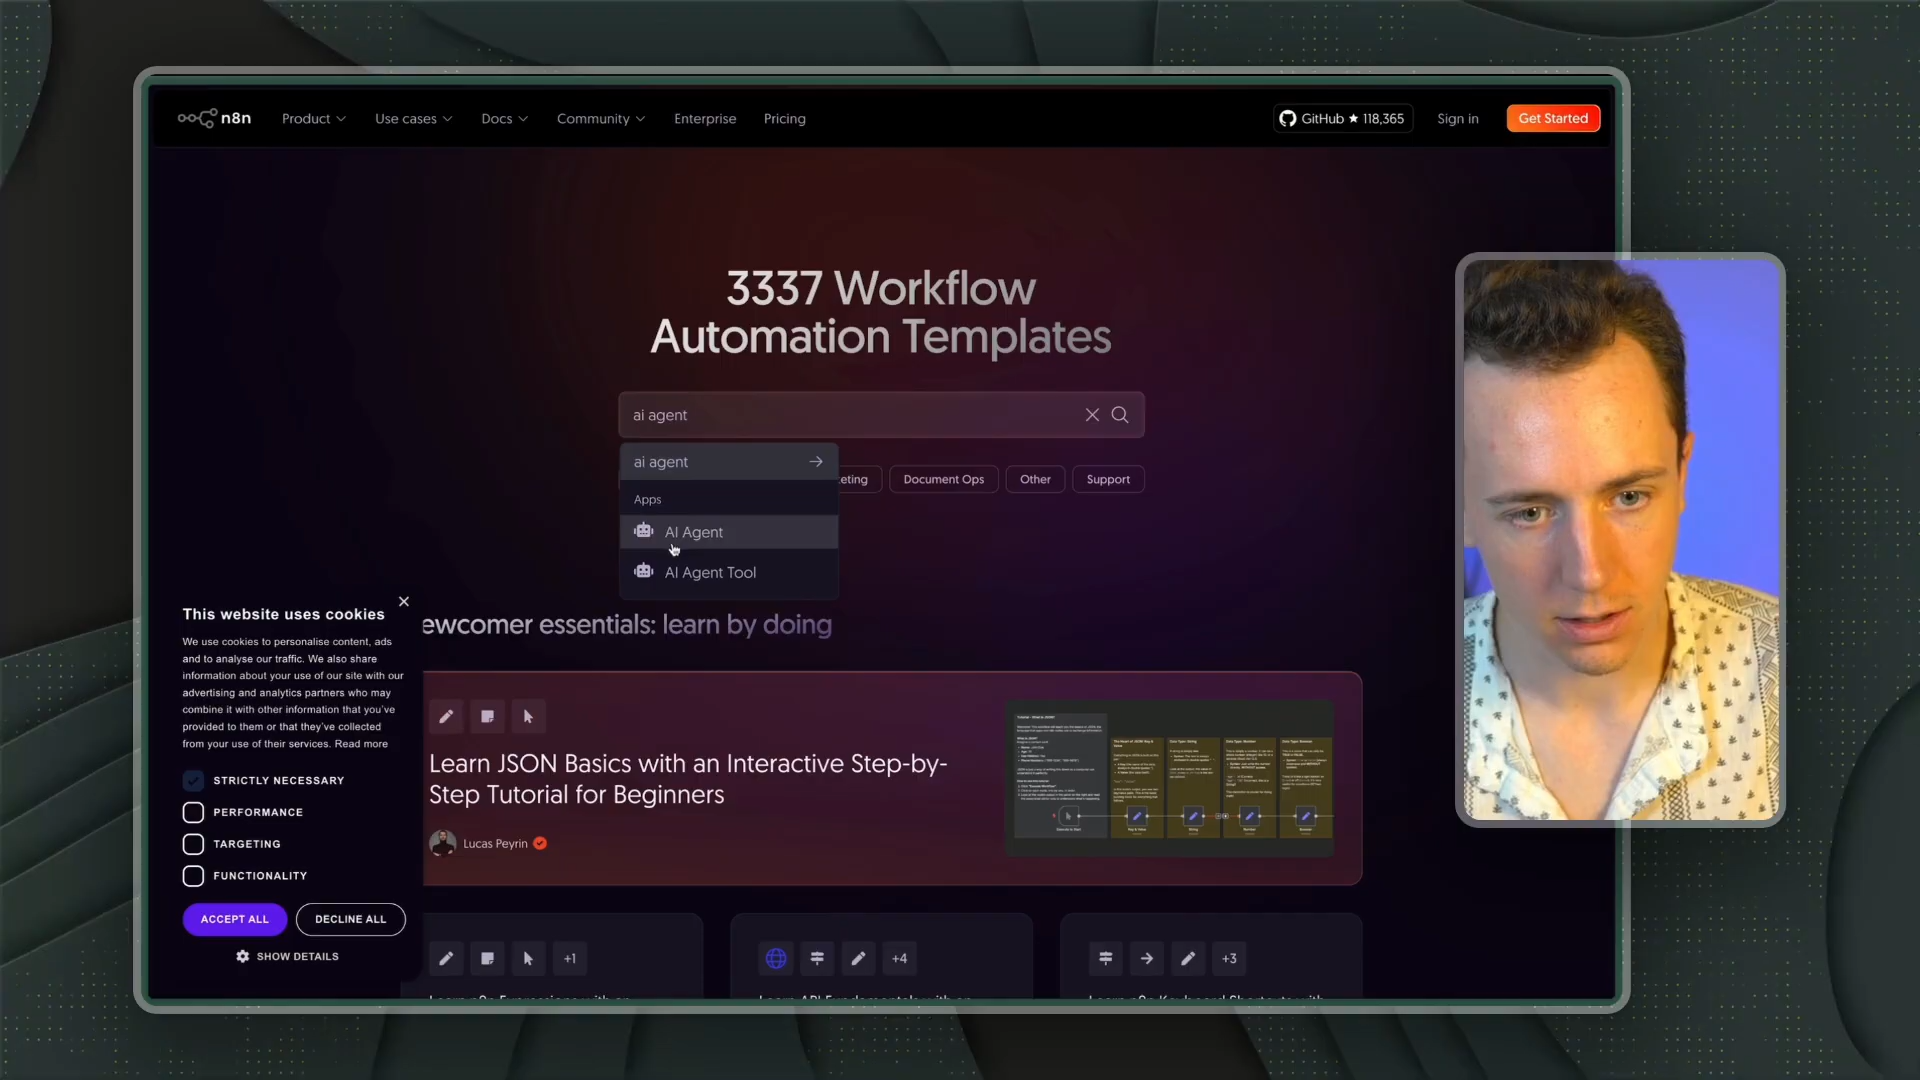 n8n
Product
Use cases
Docs
Community
Enterprise
Pricing
GitHub ★ 118,365
Sign in
Get Started
3337 Workflow
Automation Templates
ai agent
ai agent
Apps
AI Agent
AI Agent Tool
eting
Document Ops
Other
Support
ewcomer essentials: learn by doing
This website uses cookies
We use cookies to personalise content, ads
and to analyse our traffic. We also share
information about your use of our site with our
advertising and analytics partners who may
combine it with other information that you've
provided to them or that they've collected
from your use of their services. Read more
STRICTLY NECESSARY
PERFORMANCE
TARGETING
FUNCTIONALITY
ACCEPT ALL
DECLINE ALL
SHOW DETAILS
Learn JSON Basics with an Interactive Step-by-
Step Tutorial for Beginners
Lucas Peyrin
+1
+4
+3